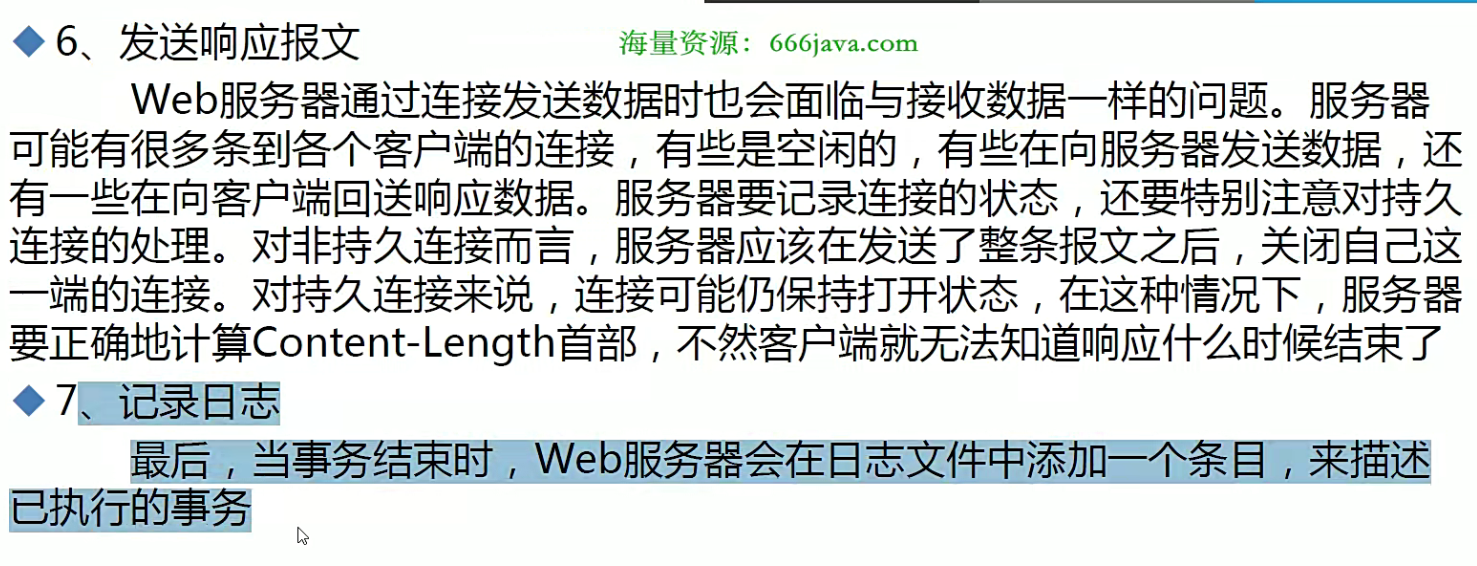 6、发送响应报文
海量资源：666java.com
Web服务器通过连接发送数据时也会面临与接收数据一样的问题。服务器
可能有很多条到各个客户端的连接，有些是空闲的，有些在向服务器发送数据，还
有一些在向客户端回送响应数据。服务器要记录连接的状态，还要特别注意对持久
连接的处理。对非持久连接而言，服务器应该在发送了整条报文之后，关闭自己这
一端的连接。对持久连接来说，连接可能仍保持打开状态，在这种情况下，服务器
要正确地计算Content-Length首部，不然客户端就无法知道响应什么时候结束了
7、记录日志
最后，当事务结束时，Web服务器会在日志文件中添加一个条目，来描述
已执行的事务